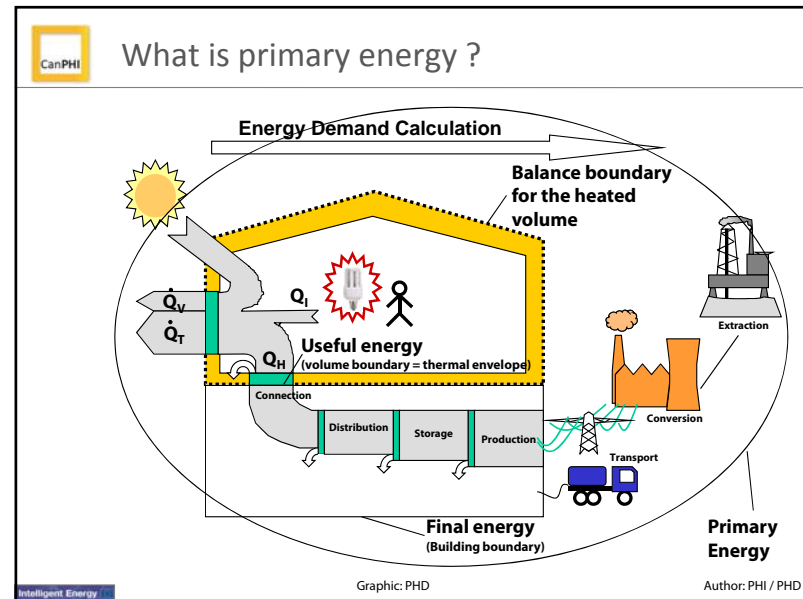 CanPHI
What is primary energy ?
Energy Demand Calculation
Balance boundary
for the heated
volume
Q̇V
Q̇T
QI
QH
Useful energy
(volume boundary = thermal envelope)
Connection
Distribution
Storage
Production
Extraction
Conversion
Transport
Final energy
(Building boundary)
Primary
Energy
Intelligent Energy
Graphic: PHD
Author: PHI / PHD